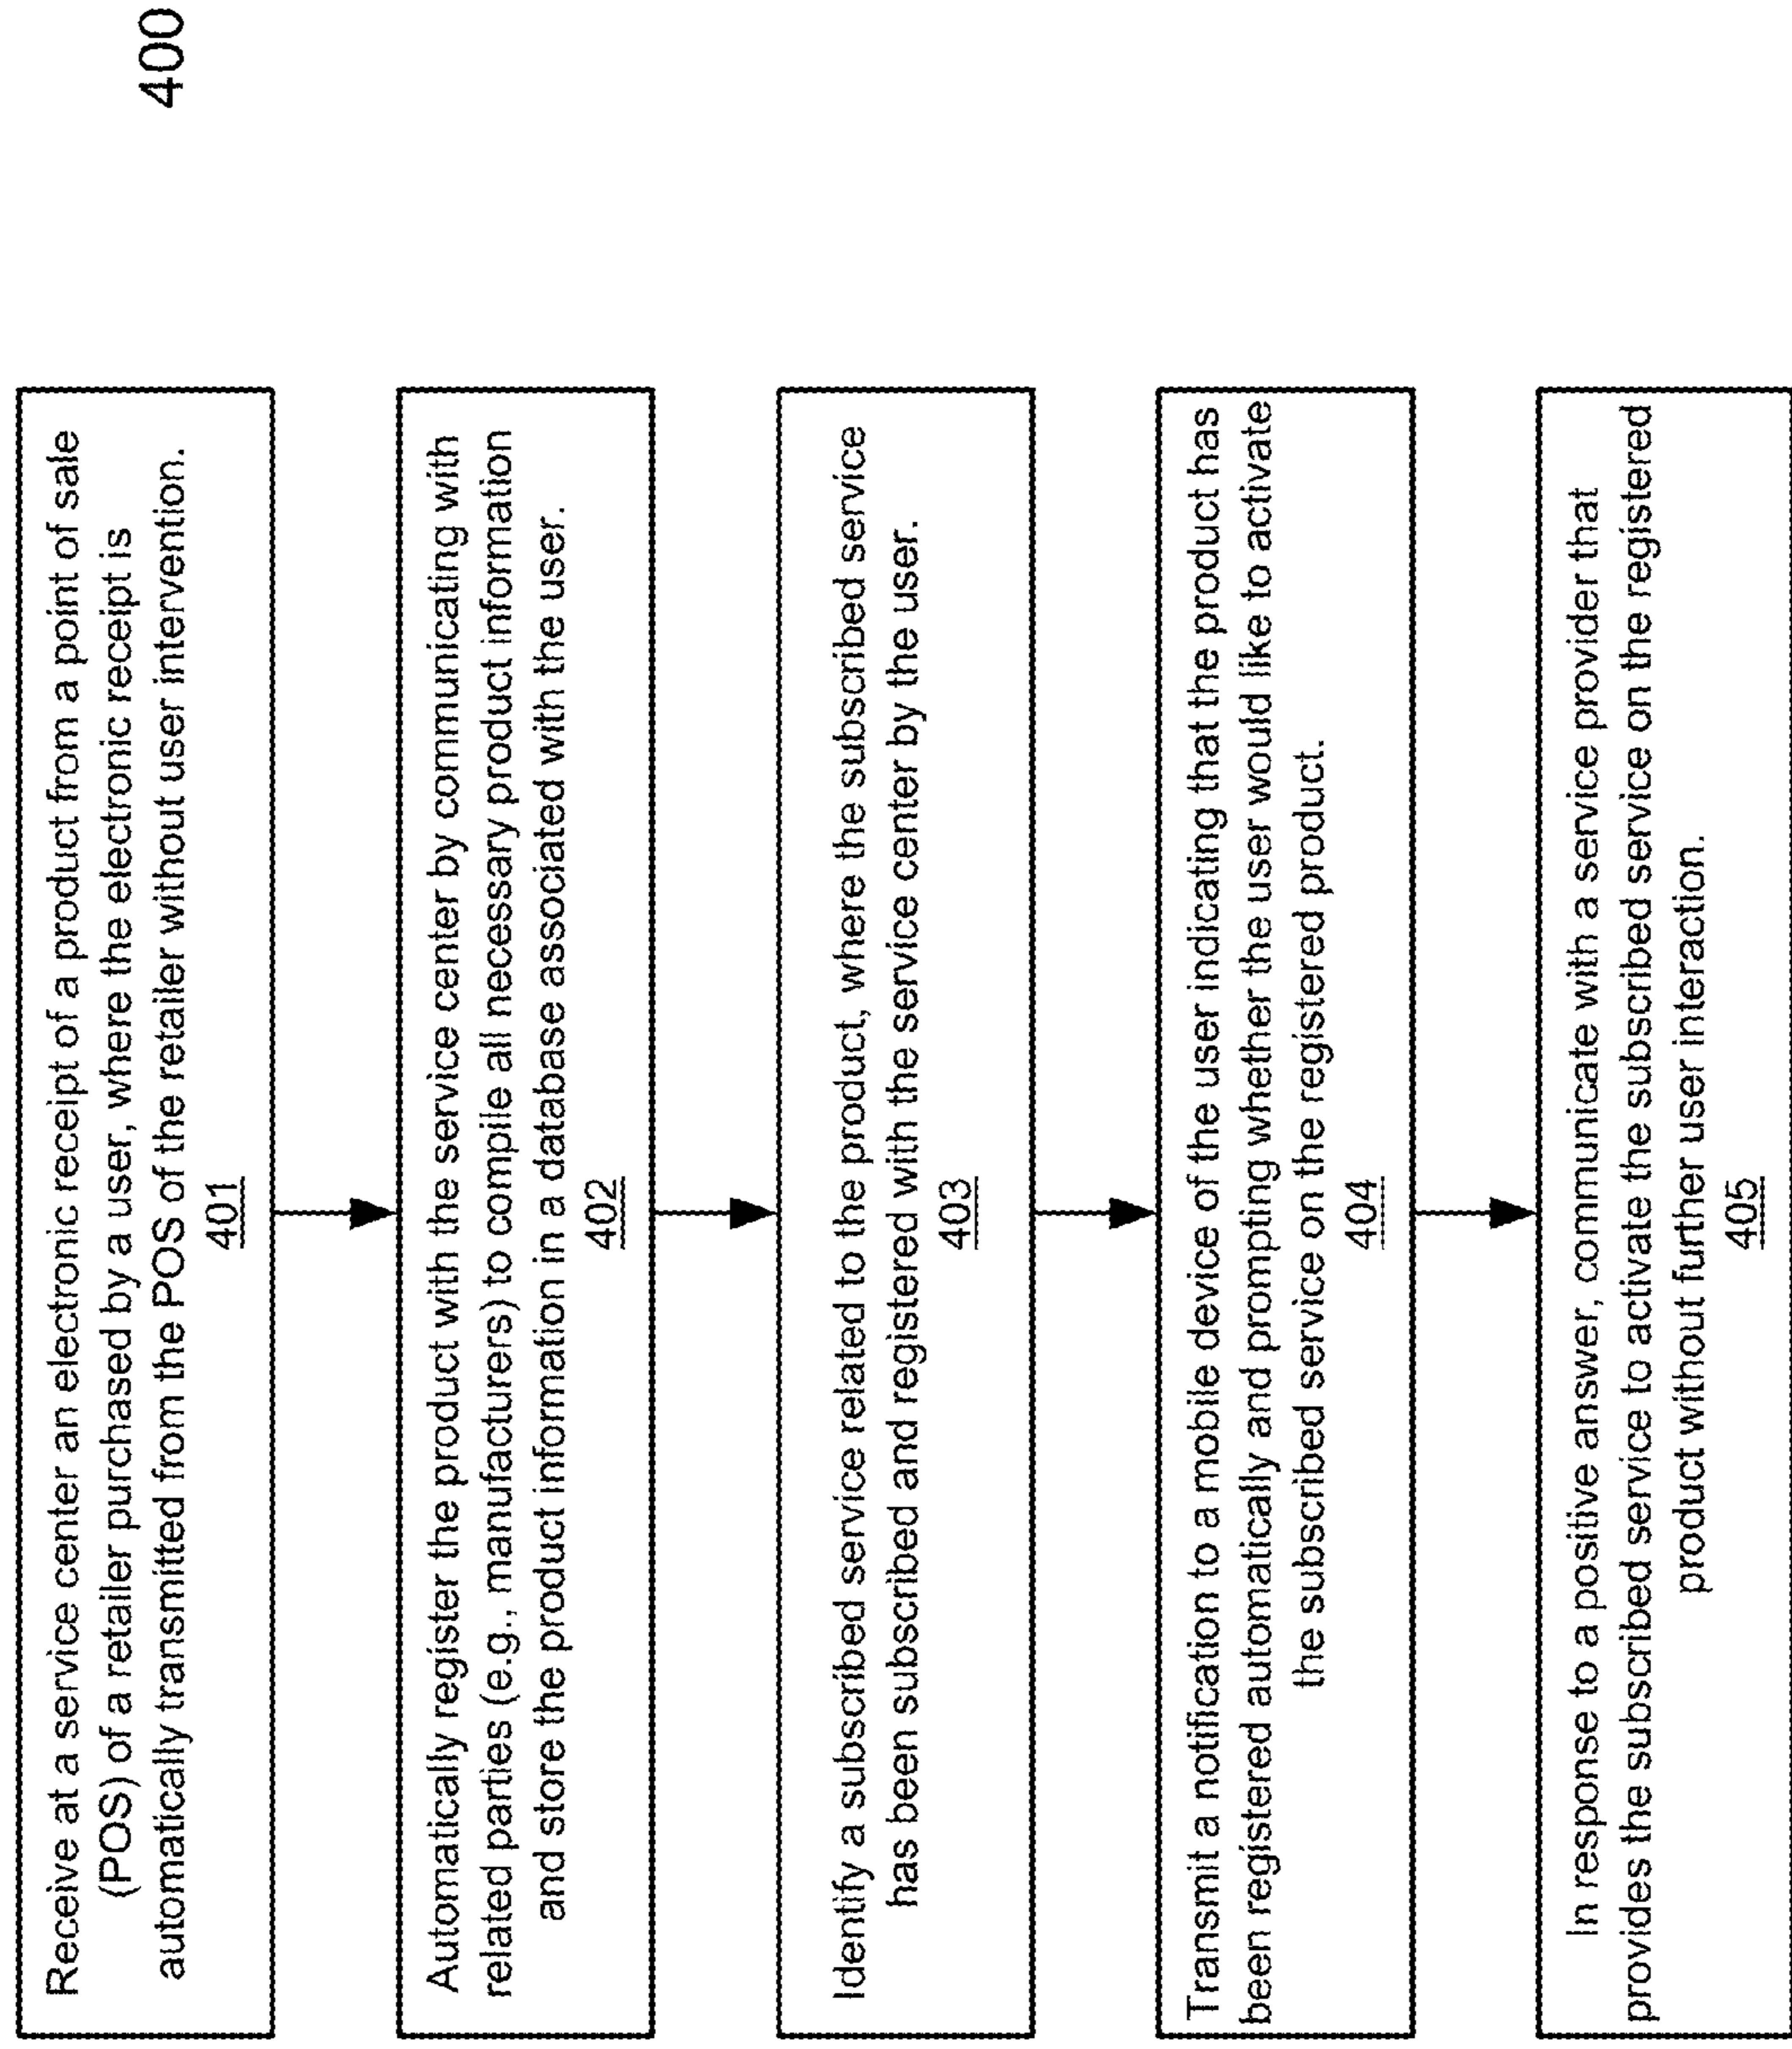 Receive at a service center an electronic receipt of a product from a point of sale
(POS) of a retailer purchased by a user, where the electronic receipt is
automatically transmitted from the POS of the retailer without user intervention.
401
Automatically register the product with the service center by communicating with
related parties (e.g., manufacturers) to compile all necessary product information
and store the product information in a database associated with the user.
402
Identify a subscribed service related to the product, where the subscribed service
has been subscribed and registered with the service center by the user.
403
Transmit a notification to a mobile device of the user indicating that the product has
been registered automatically and prompting whether the user would like to activate
the subscribed service on the registered product.
404
In response to a positive answer, communicate with a service provider that
provides the subscribed service to activate the subscribed service on the registered
product without further user interaction.
405
400